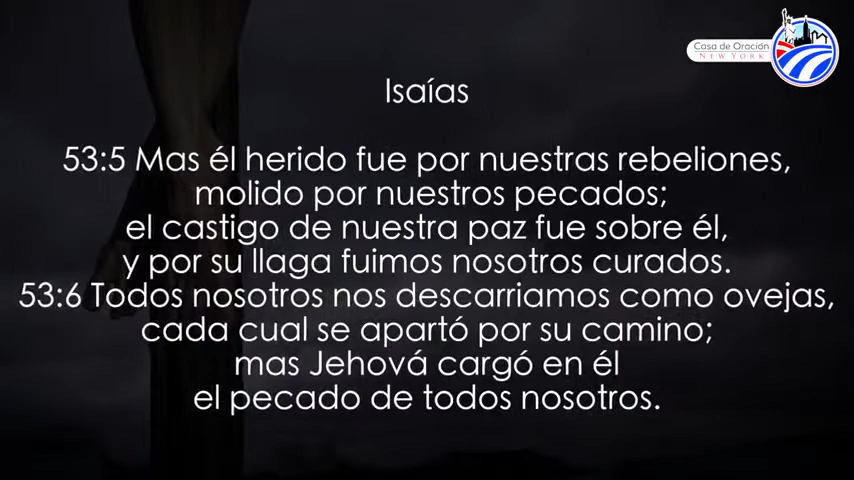 Casa de Oración
NEW YORK
Isaías
53:5 Mas él herido fue por nuestras rebeliones,
molido por nuestros pecados;
el castigo de nuestra paz fue sobre él,
y por su llaga fuimos nosotros curados.
53:6 Todos nosotros nos descarriamos como ovejas,
cada cual se apartó por su camino;
mas Jehová cargó en él
el pecado de todos nosotros.